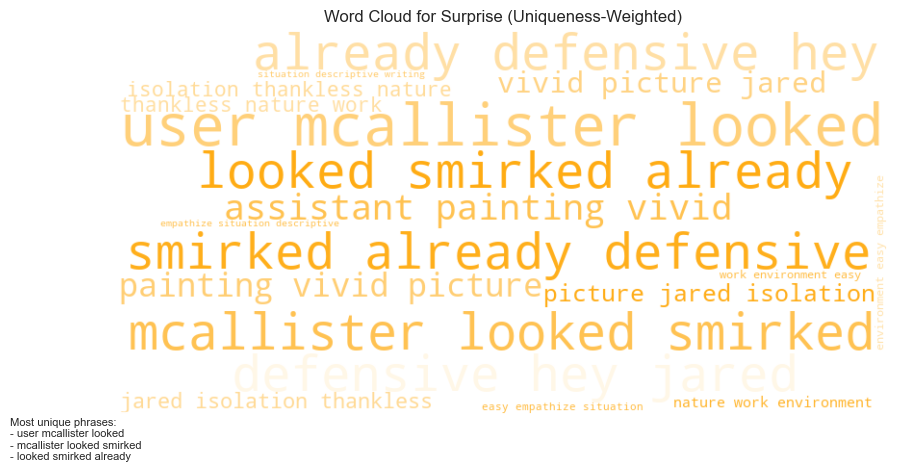 Word Cloud for Surprise (Uniqueness-Weighted)
already defensive hey
situation descriptive writing
isolation thankless nature
vivid picture jared
thankless nature work
user mcallister looked
looked smirked already
assistant painting vivid
empathize situation descriptive
environment easy empathize
smirked already defensive
work environment easy
painting vivid picture
picture jared isolation
mcallister looked smirked
defensive hey jared
jared isolation thankless
easy empathize situation
nature work environment
Most unique phrases:
- user mcallister looked
- mcallister looked smirked
- looked smirked already